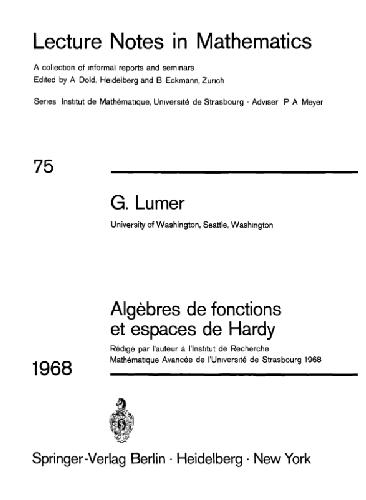 Lecture Notes in Mathematics
A collection of informal reports and seminars
Edited by A Dold, Heidelberg and B Eckmann, Zurich
Series Institut de Mathématique, Université de Strasbourg · Adviser P A Meyer
75
G. Lumer
University of Washington, Seattle, Washington
Algèbres de fonctions
et espaces de Hardy
Rédigé par l'auteur à l'Institut de Recherche
Mathématique Avancée de l'Université de Strasbourg 1968
1968
Springer-Verlag Berlin · Heidelberg · New York